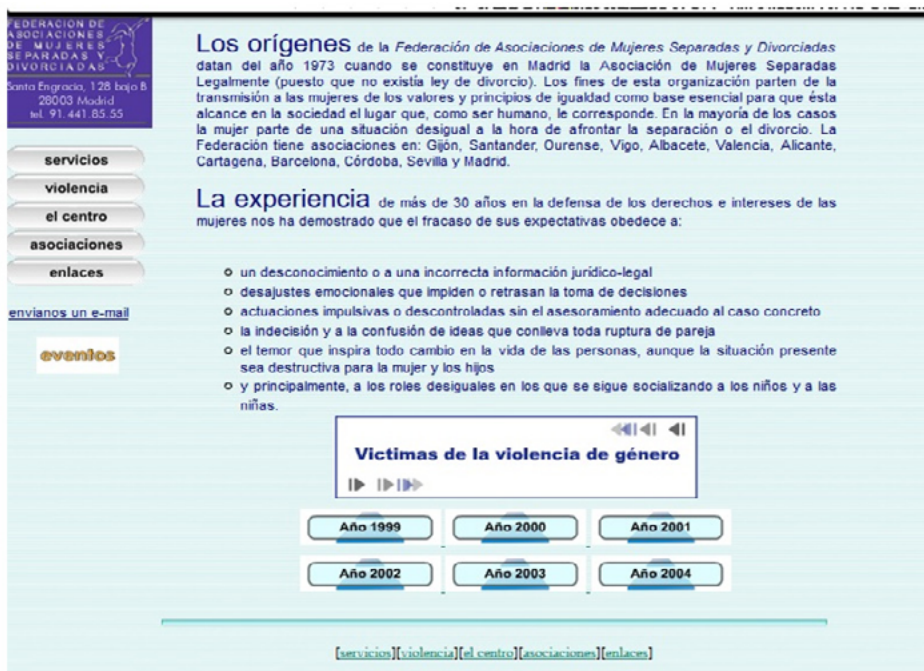 FEDERACIÓN DE
ASOCIACIONES
DE MUJERES
SEPARADAS Y
DIVORCIADAS
Santa Engracia, 128 bajo B
28003 Madrid
tel. 91.441.85.55
servicios
violencia
el centro
asociaciones
enlaces
envianos un e-mail
eventos
Los orígenes de la Federación de Asociaciones de Mujeres Separadas y Divorciadas
datan del año 1973 cuando se constituye en Madrid la Asociación de Mujeres Separadas
Legalmente (puesto que no existía ley de divorcio). Los fines de esta organización parten de la
transmisión a las mujeres de los valores y principios de igualdad como base esencial para que ésta
alcance en la sociedad el lugar que, como ser humano, le corresponde. En la mayoría de los casos
la mujer parte de una situación desigual a la hora de afrontar la separación o el divorcio. La
Federación tiene asociaciones en: Gijón, Santander, Ourense, Vigo, Albacete, Valencia, Alicante,
Cartagena, Barcelona, Córdoba, Sevilla y Madrid.
La experiencia de más de 30 años en la defensa de los derechos e intereses de las
mujeres nos ha demostrado que el fracaso de sus expectativas obedece a:
un desconocimiento o a una incorrecta información jurídico-legal
desajustes emocionales que impiden o retrasan la toma de decisiones
actuaciones impulsivas o descontroladas sin el asesoramiento adecuado al caso concreto
la indecisión y a la confusión de ideas que conlleva toda ruptura de pareja
el temor que inspira todo cambio en la vida de las personas, aunque la situación presente
sea destructiva para la mujer y los hijos
y principalmente, a los roles desiguales en los que se sigue socializando a los niños y a las
niñas.
Victimas de la violencia de género
Año 1999 Año 2000 Año 2001
Año 2002 Año 2003 Año 2004
[servicios][violencia][el centro][asociaciones][enlaces]